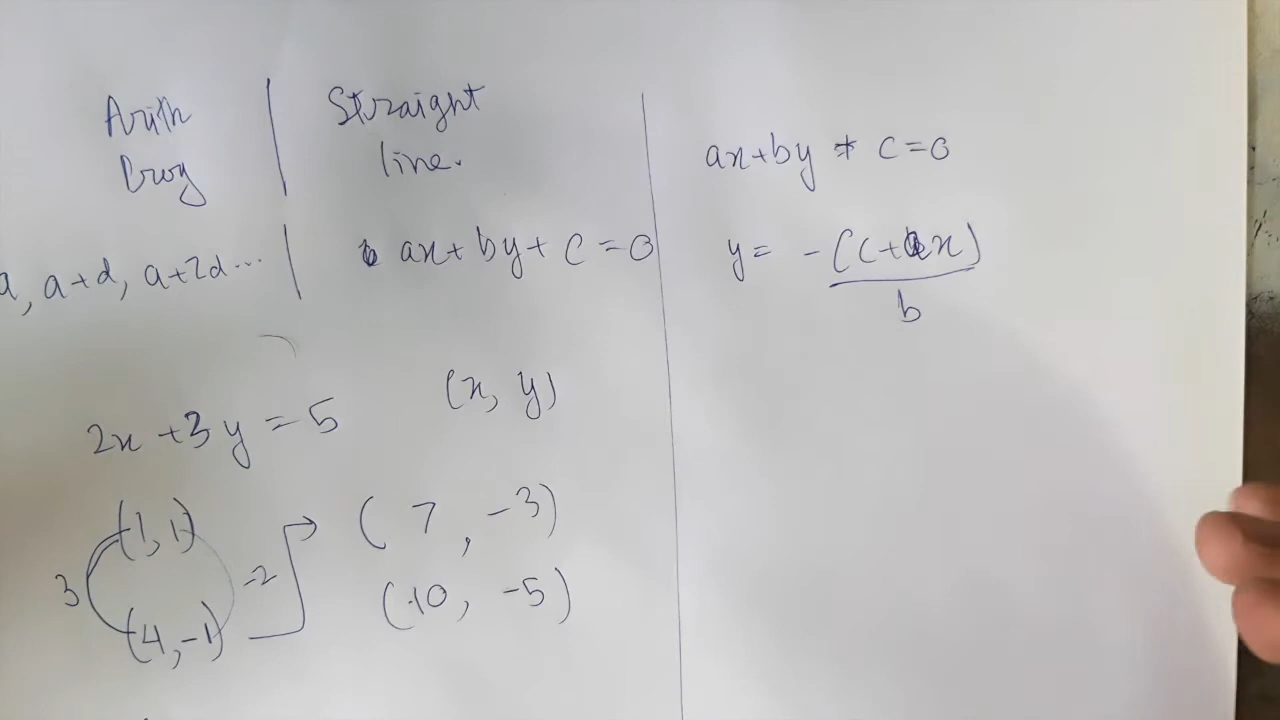 Arith
Prog
a, a+d, a+2d...
Straight
line.
ax+by+c=0
2x+3y=5
(x, y)
(1,1)
3
-2
(4,-1)
(7, -3)
(10, -5)
ax+by + c=0
y= -(c+ax)
b